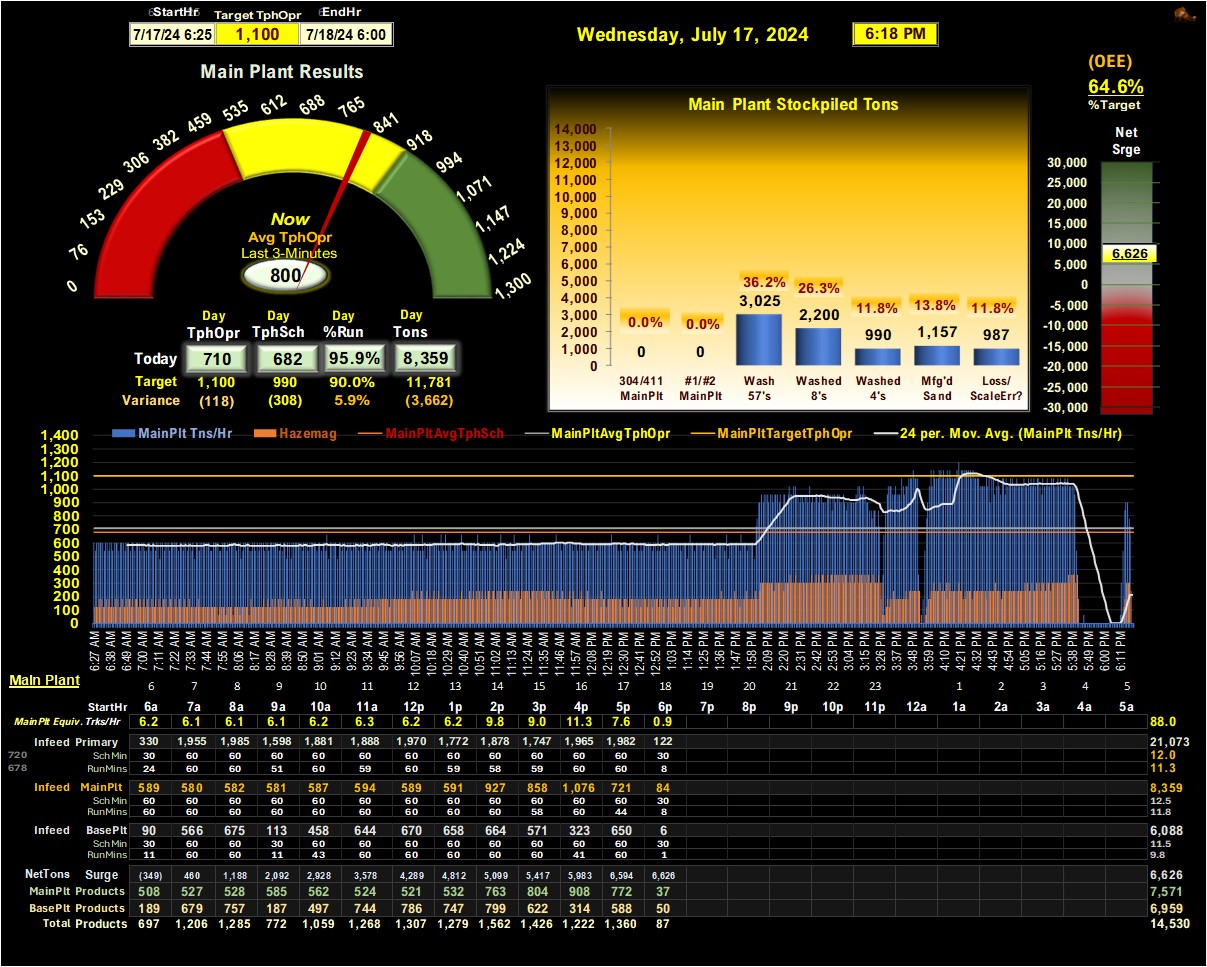 StartHr Target TphOpr EndHr
7/17/24 6:25 1,100 7/18/24 6:00
Wednesday, July 17, 2024 6:18 PM
(OEE)
64.6%
%Target
Main Plant Results
0 76 153 229 306 382 459 535 612 688 765 841 918 994 1,071 1,147 1,224 1,300
Now
Avg TphOpr
Last 3-Minutes
800
Day Day Day Day
TphOpr TphSch %Run Tons
Today 710 682 95.9% 8,359
Target 1,100 990 90.0% 11,781
Variance (118) (308) 5.9% (3,662)
Main Plant Stockpiled Tons
14,000
13,000
12,000
11,000
10,000
9,000
8,000
7,000
6,000
5,000
4,000
3,000
2,000
1,000
0
0.0% 0.0% 36.2% 26.3% 11.8% 13.8% 11.8%
0 0 3,025 2,200 990 1,157 987
304/411 #1/#2 Wash Washed Washed Mfg'd Loss/
MainPlt MainPlt 57's 8's 4's Sand ScaleErr?
Net
Srge
30,000
25,000
20,000
15,000
10,000
6,626
5,000
0
-5,000
-10,000
-15,000
-20,000
-25,000
-30,000
MainPlt Tns/Hr Hazemag MainPltAvgTphSch MainPltAvgTphOpr MainPltTargetTphOpr 24 per. Mov. Avg. (MainPlt Tns/Hr)
1,400
1,300
1,200
1,100
1,000
900
800
700
600
500
400
300
200
100
0
6:27 AM 6:38 AM 6:49 AM 7:00 AM 7:11 AM 7:22 AM 7:33 AM 7:44 AM 7:55 AM 8:06 AM 8:17 AM 8:28 AM 8:39 AM 8:50 AM 9:01 AM 9:12 AM 9:23 AM 9:34 AM 9:45 AM 9:56 AM 10:07 AM 10:18 AM 10:29 AM 10:40 AM 10:51 AM 11:02 AM 11:13 AM 11:24 AM 11:35 AM 11:46 AM 11:57 AM 12:08 PM 12:19 PM 12:30 PM 12:41 PM 12:52 PM 1:03 PM 1:14 PM 1:25 PM 1:36 PM 1:47 PM 1:58 PM 2:09 PM 2:20 PM 2:31 PM 2:42 PM 2:53 PM 3:04 PM 3:15 PM 3:26 PM 3:37 PM 3:48 PM 3:59 PM 4:10 PM 4:21 PM 4:32 PM 4:43 PM 4:54 PM 5:05 PM 5:16 PM 5:27 PM 5:38 PM 5:49 PM 6:00 PM 6:11 PM
Main Plant
6 7 8 9 10 11 12 13 14 15 16 17 18 19 20 21 22 23 1 2 3 4 5
StartHr 6a 7a 8a 9a 10a 11a 12p 1p 2p 3p 4p 5p 6p 7p 8p 9p 10p 11p 12a 1a 2a 3a 4a 5a
MainPlt Equiv. Trks/Hr 6.2 6.1 6.1 6.1 6.2 6.3 6.2 6.2 9.8 9.0 11.3 7.6 0.9 88.0
Infeed Primary 330 1,955 1,985 1,598 1,881 1,888 1,970 1,772 1,878 1,747 1,965 1,982 122 21,073
720 SchMin 30 60 60 60 60 60 60 60 60 60 60 60 30 12.0
678 RunMins 24 60 60 51 60 59 60 59 58 59 60 60 8 11.3
Infeed MainPlt 589 580 582 581 587 594 589 591 927 858 1,076 721 84 8,359
SchMin 60 60 60 60 60 60 60 60 60 60 60 60 30 12.5
RunMins 60 60 60 60 60 60 60 60 60 58 60 44 8 11.8
Infeed BasePlt 90 566 675 113 458 644 670 658 664 571 323 650 6 6,088
SchMin 30 60 60 30 60 60 60 60 60 60 60 60 30 11.5
RunMins 11 60 60 11 43 60 60 60 60 60 41 60 1 9.8
NetTons Surge (349) 460 1,188 2,092 2,928 3,578 4,289 4,812 5,099 5,417 5,983 6,594 6,626 6,626
MainPlt Products 508 527 528 585 562 524 521 532 763 804 908 772 37 7,571
BasePlt Products 189 679 757 187 497 744 786 747 799 622 314 588 50 6,959
Total Products 697 1,206 1,285 772 1,059 1,268 1,307 1,279 1,562 1,426 1,222 1,360 87 14,530